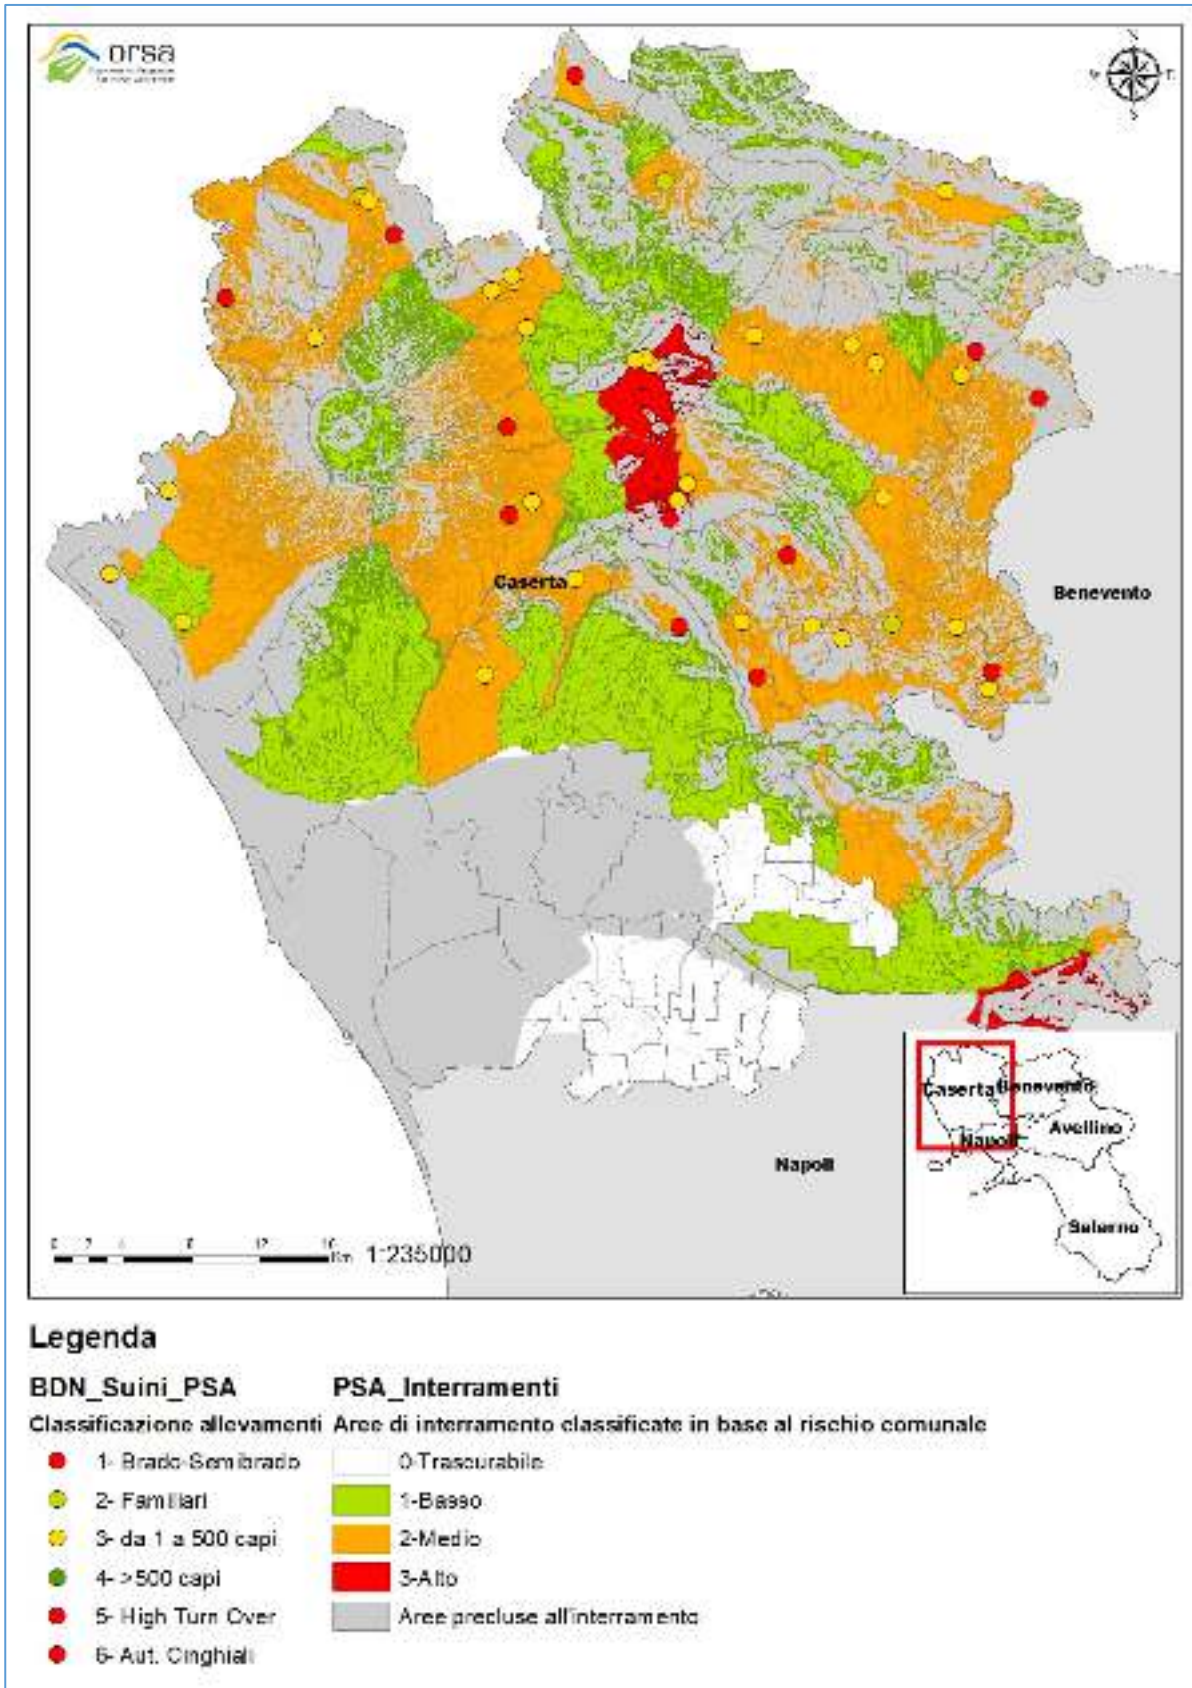 orsa
N
S
Caserta
Benevento
Napoli
Caserta
Benevento
Avellino
Napoli
Salerno
Km 1:235000
Legenda
BDN_Suini_PSA
Classificazione allevamenti
1- Brado-Semibrado
2- Familiari
3- da 1 a 500 capi
4- >500 capi
5- High Turn Over
6- Aut. Cinghiali
PSA_Interramenti
Aree di interramento classificate in base al rischio comunale
0-Trascurabile
1-Basso
2-Medio
3-Alto
Aree precluse all'interramento